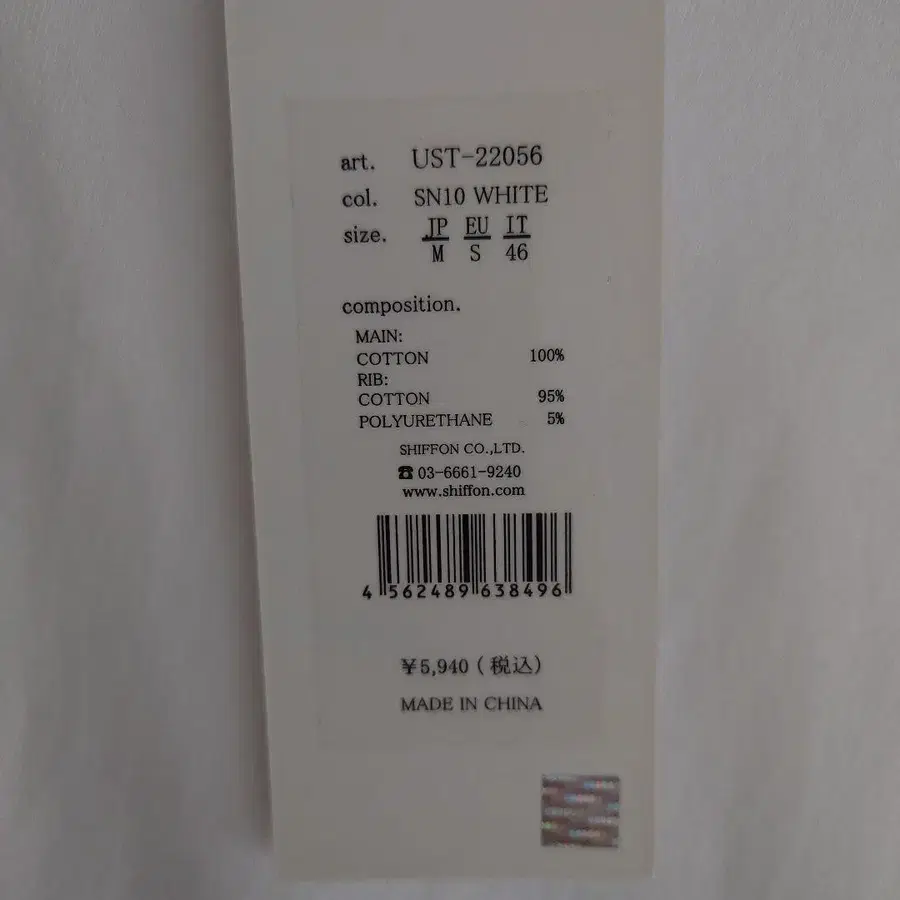 art. UST-22056
col. SN10 WHITE
size. JP EU IT
M S 46
composition.
MAIN:
COTTON 100%
RIB:
COTTON 95%
POLYURETHANE 5%
SHIFFON CO.,LTD.
☎03-6661-9240
www.shiffon.com
4 562489 638496
¥5,940 (税込)
MADE IN CHINA